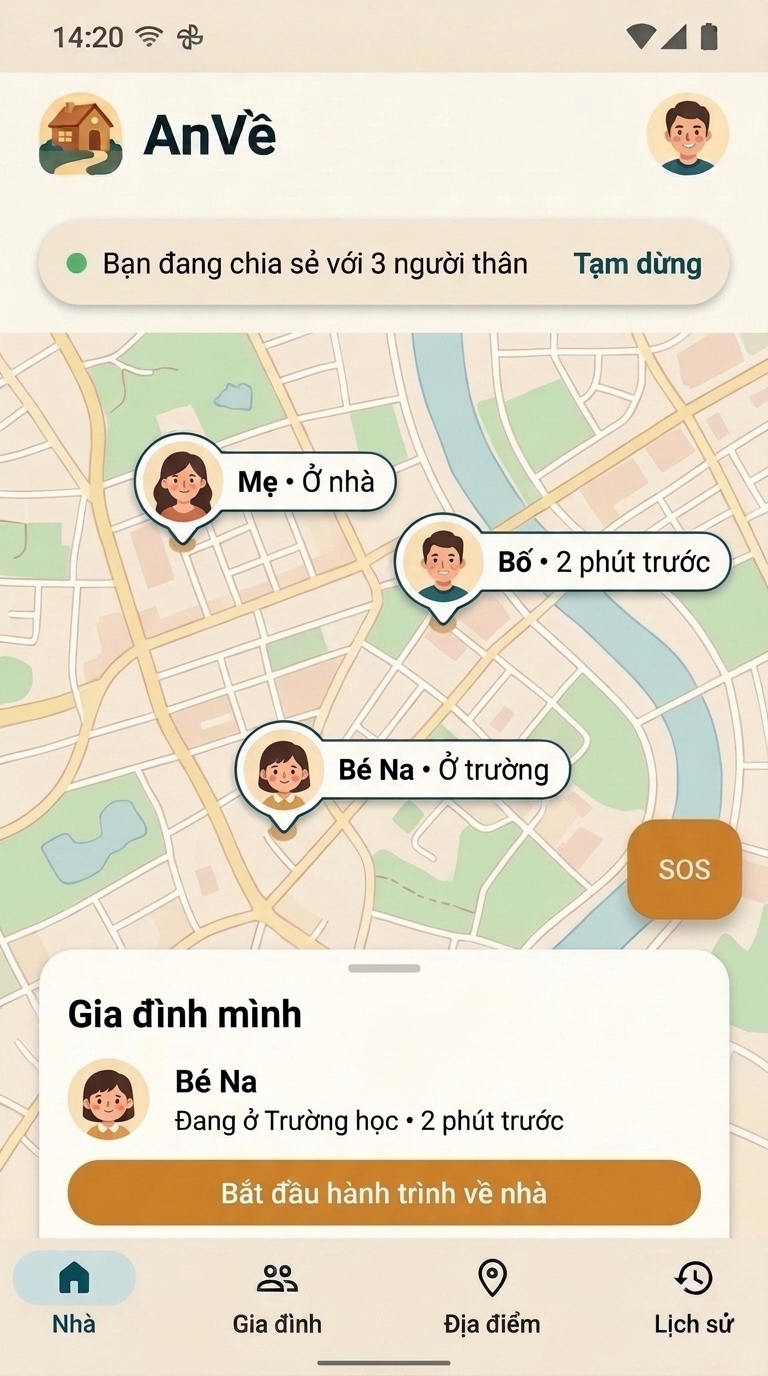 14:20
AnVề
Bạn đang chia sẻ với 3 người thân Tạm dừng
Mẹ • Ở nhà
Bố • 2 phút trước
Bé Na • Ở trường
SOS
Gia đình mình
Bé Na
Đang ở Trường học • 2 phút trước
Bắt đầu hành trình về nhà
Nhà Gia đình Địa điểm Lịch sử